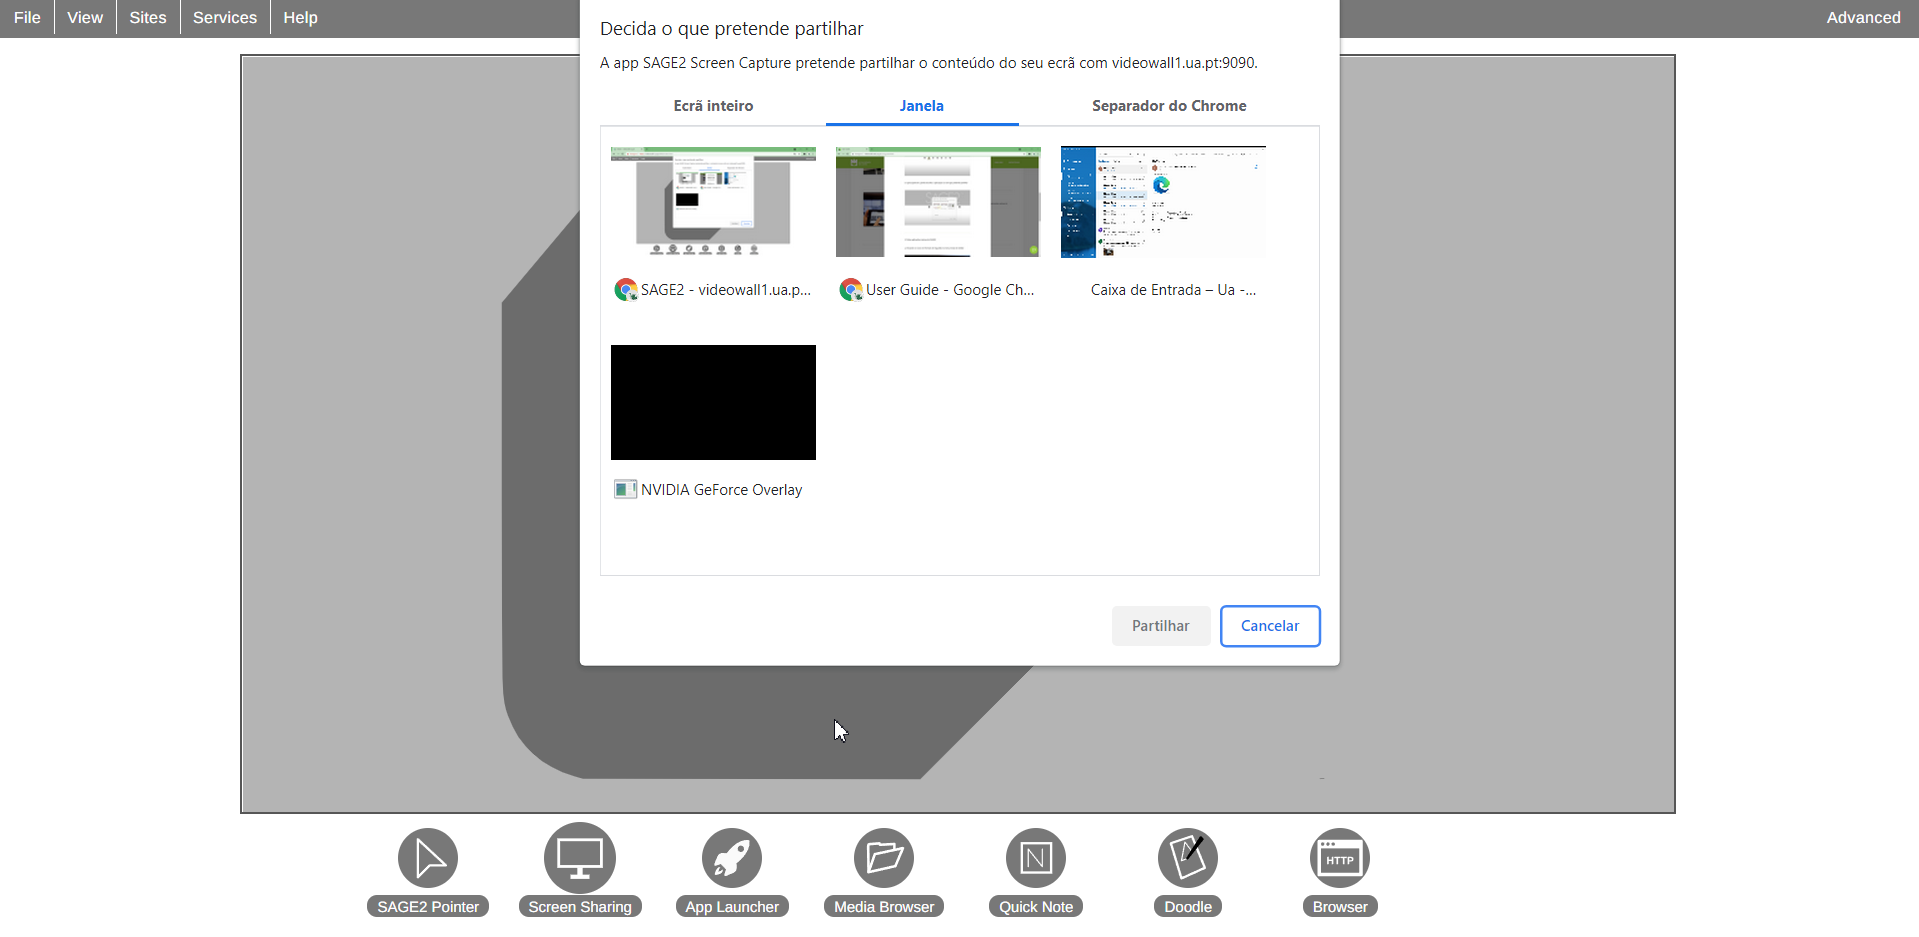 File View Sites Services Help Advanced
Decida o que pretende partilhar
A app SAGE2 Screen Capture pretende partilhar o conteúdo do seu ecrã com videowall1.ua.pt:9090.
Ecrã inteiro Janela Separador do Chrome
SAGE2 - videowall1.ua.p... User Guide - Google Ch... Caixa de Entrada – Ua -...
NVIDIA GeForce Overlay
Partilhar Cancelar
N HTTP
SAGE2 Pointer Screen Sharing App Launcher Media Browser Quick Note Doodle Browser